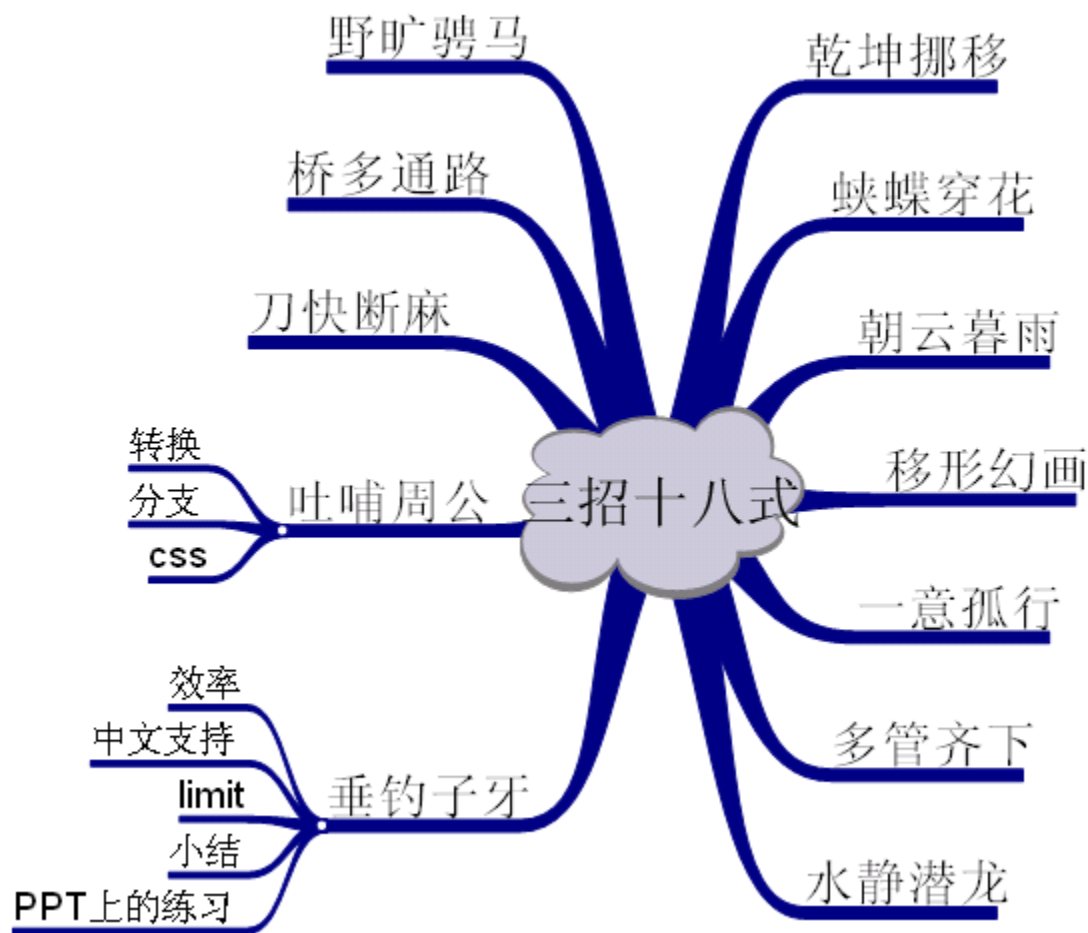 三招十八式
乾坤挪移
蛱蝶穿花
朝云暮雨
移形幻画
一意孤行
多管齐下
水静潜龙
野旷骋马
桥多通路
刀快断麻
吐哺周公
转换
分支
css
垂钓子牙
效率
中文支持
limit
小结
PPT上的练习